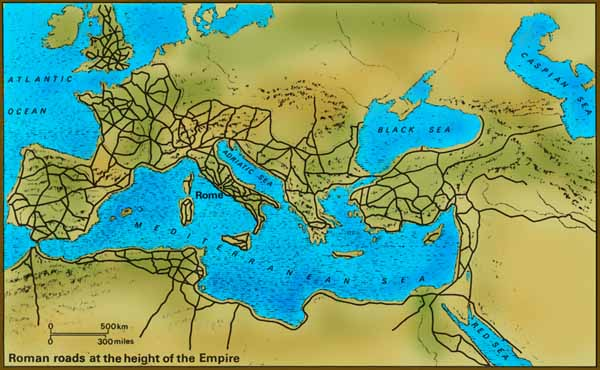 ATLANTIC
OCEAN
CASPIAN SEA
BLACK SEA
ADRIATIC SEA
Rome
MEDITERRANEAN SEA
RED SEA
0 500km
0 300miles
Roman roads at the height of the Empire